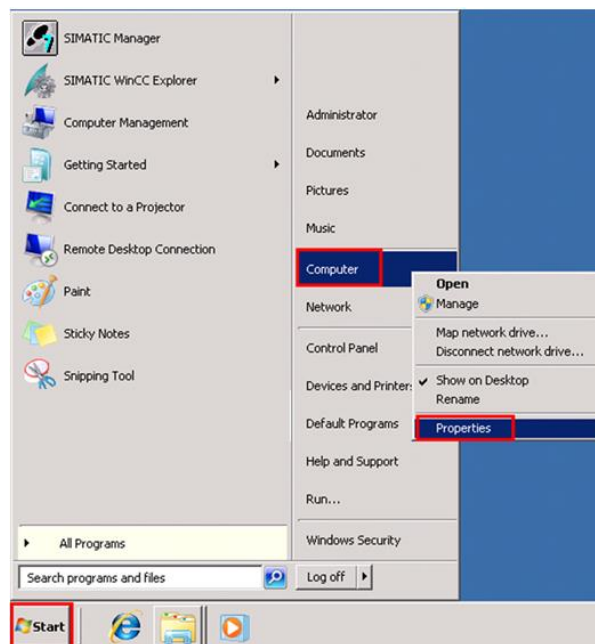 SIMATIC Manager
SIMATIC WinCC Explorer
Computer Management
Getting Started
Connect to a Projector
Remote Desktop Connection
Paint
Sticky Notes
Snipping Tool
All Programs
Search programs and files
Administrator
Documents
Pictures
Music
Computer
Network
Control Panel
Devices and Printers
Default Programs
Help and Support
Run...
Windows Security
Log off
Open
Manage
Map network drive...
Disconnect network drive...
Show on Desktop
Rename
Properties
Start